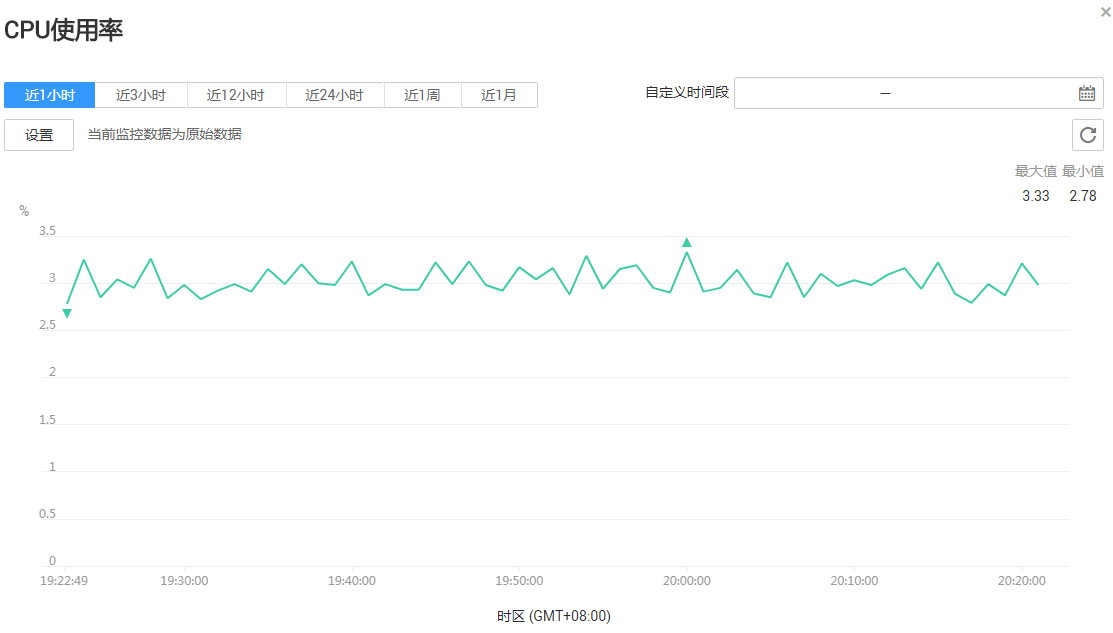 CPU使用率
近1小时 近3小时 近12小时 近24小时 近1周 近1月
自定义时间段 –
设置 当前监控数据为原始数据
最大值 最小值
3.33 2.78
%
3.5
3
2.5
2
1.5
1
0.5
0
19:22:49 19:30:00 19:40:00 19:50:00 20:00:00 20:10:00 20:20:00
时区 (GMT+08:00)